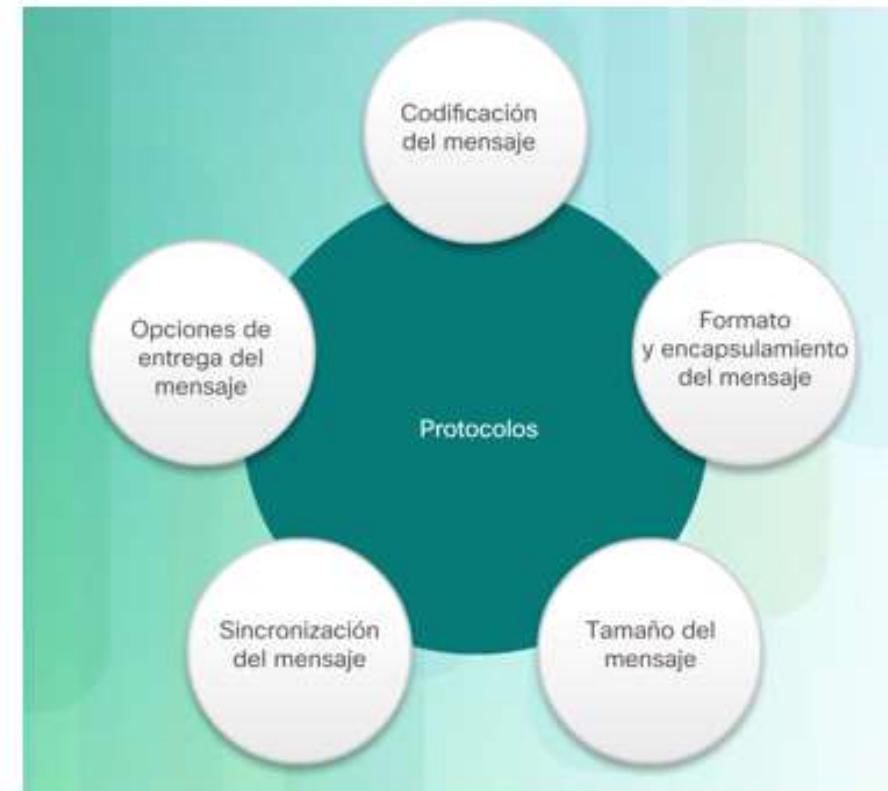 Codificación
del mensaje
Opciones de
entrega del
mensaje
Formato
y encapsulamiento
del mensaje
Protocolos
Sincronización
del mensaje
Tamaño del
mensaje